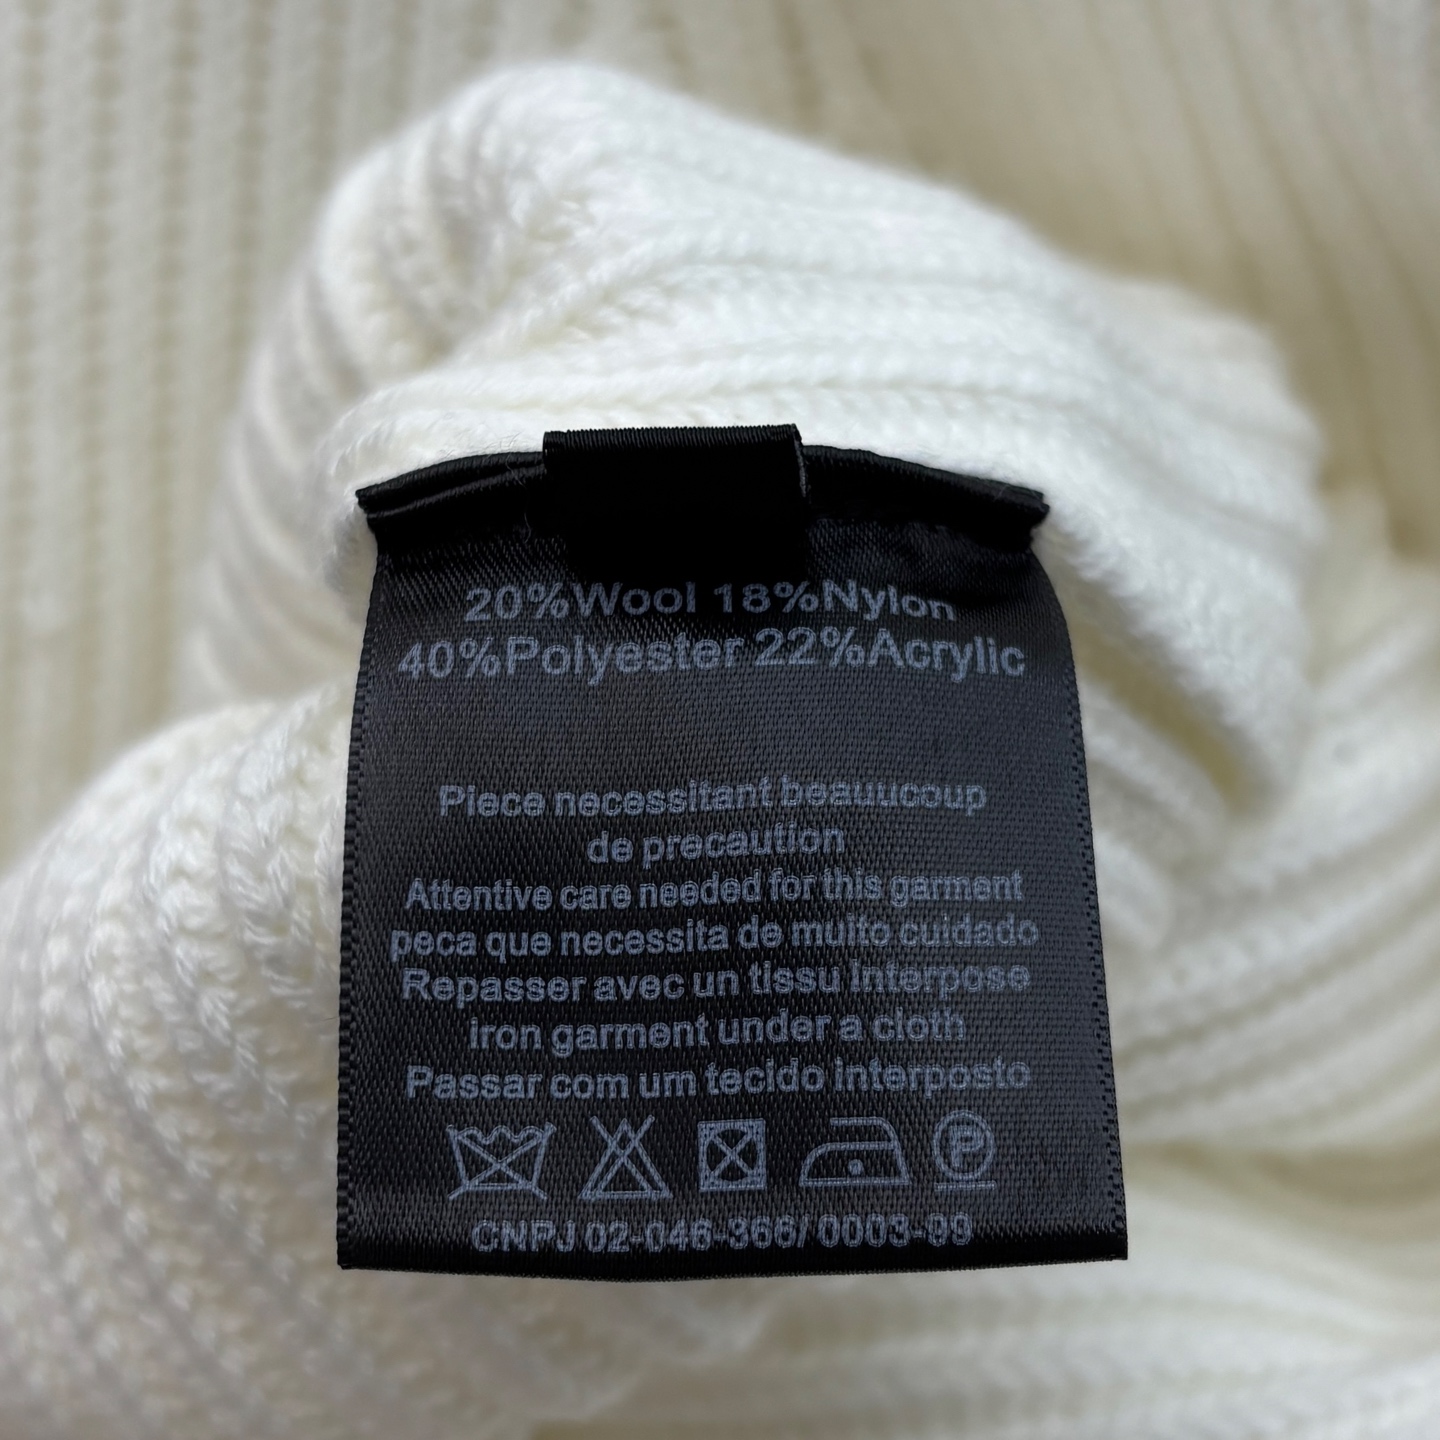 20%Wool 18%Nylon
40%Polyester 22%Acrylic
Piece necessitant beauucoup
de precaution
Attentive care needed for this garment
peca que necessita de muito cuidado
Repasser avec un tissu interpose
iron garment under a cloth
Passar com um tecido interposto
P
CNPJ 02-046-366/ 0003-99